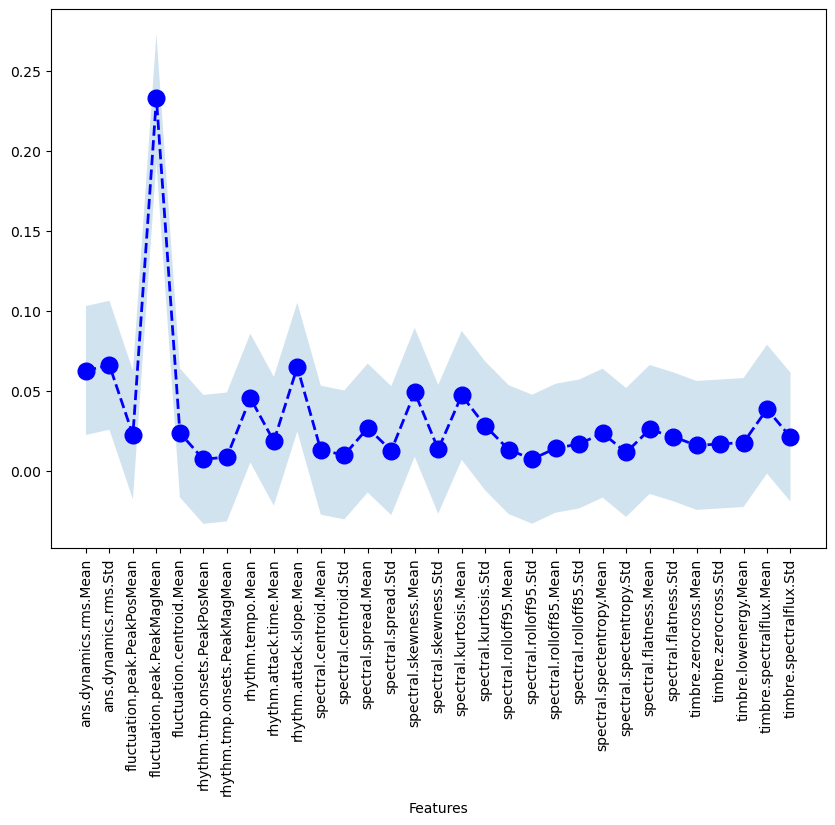 0.25
0.20
0.15
0.10
0.05
0.00
ans.dynamics.rms.Mean
ans.dynamics.rms.Std
fluctuation.peak.PeakPosMean
fluctuation.peak.PeakMagMean
fluctuation.centroid.Mean
rhythm.tmp.onsets.PeakPosMean
rhythm.tmp.onsets.PeakMagMean
rhythm.tempo.Mean
rhythm.attack.time.Mean
rhythm.attack.slope.Mean
spectral.centroid.Mean
spectral.centroid.Std
spectral.spread.Mean
spectral.spread.Std
spectral.skewness.Mean
spectral.skewness.Std
spectral.kurtosis.Mean
spectral.kurtosis.Std
spectral.rolloff95.Mean
spectral.rolloff95.Std
spectral.rolloff85.Mean
spectral.rolloff85.Std
spectral.spectentropy.Mean
spectral.spectentropy.Std
spectral.flatness.Mean
spectral.flatness.Std
timbre.zerocross.Mean
timbre.zerocross.Std
timbre.lowenergy.Mean
timbre.spectralflux.Mean
timbre.spectralflux.Std
Features